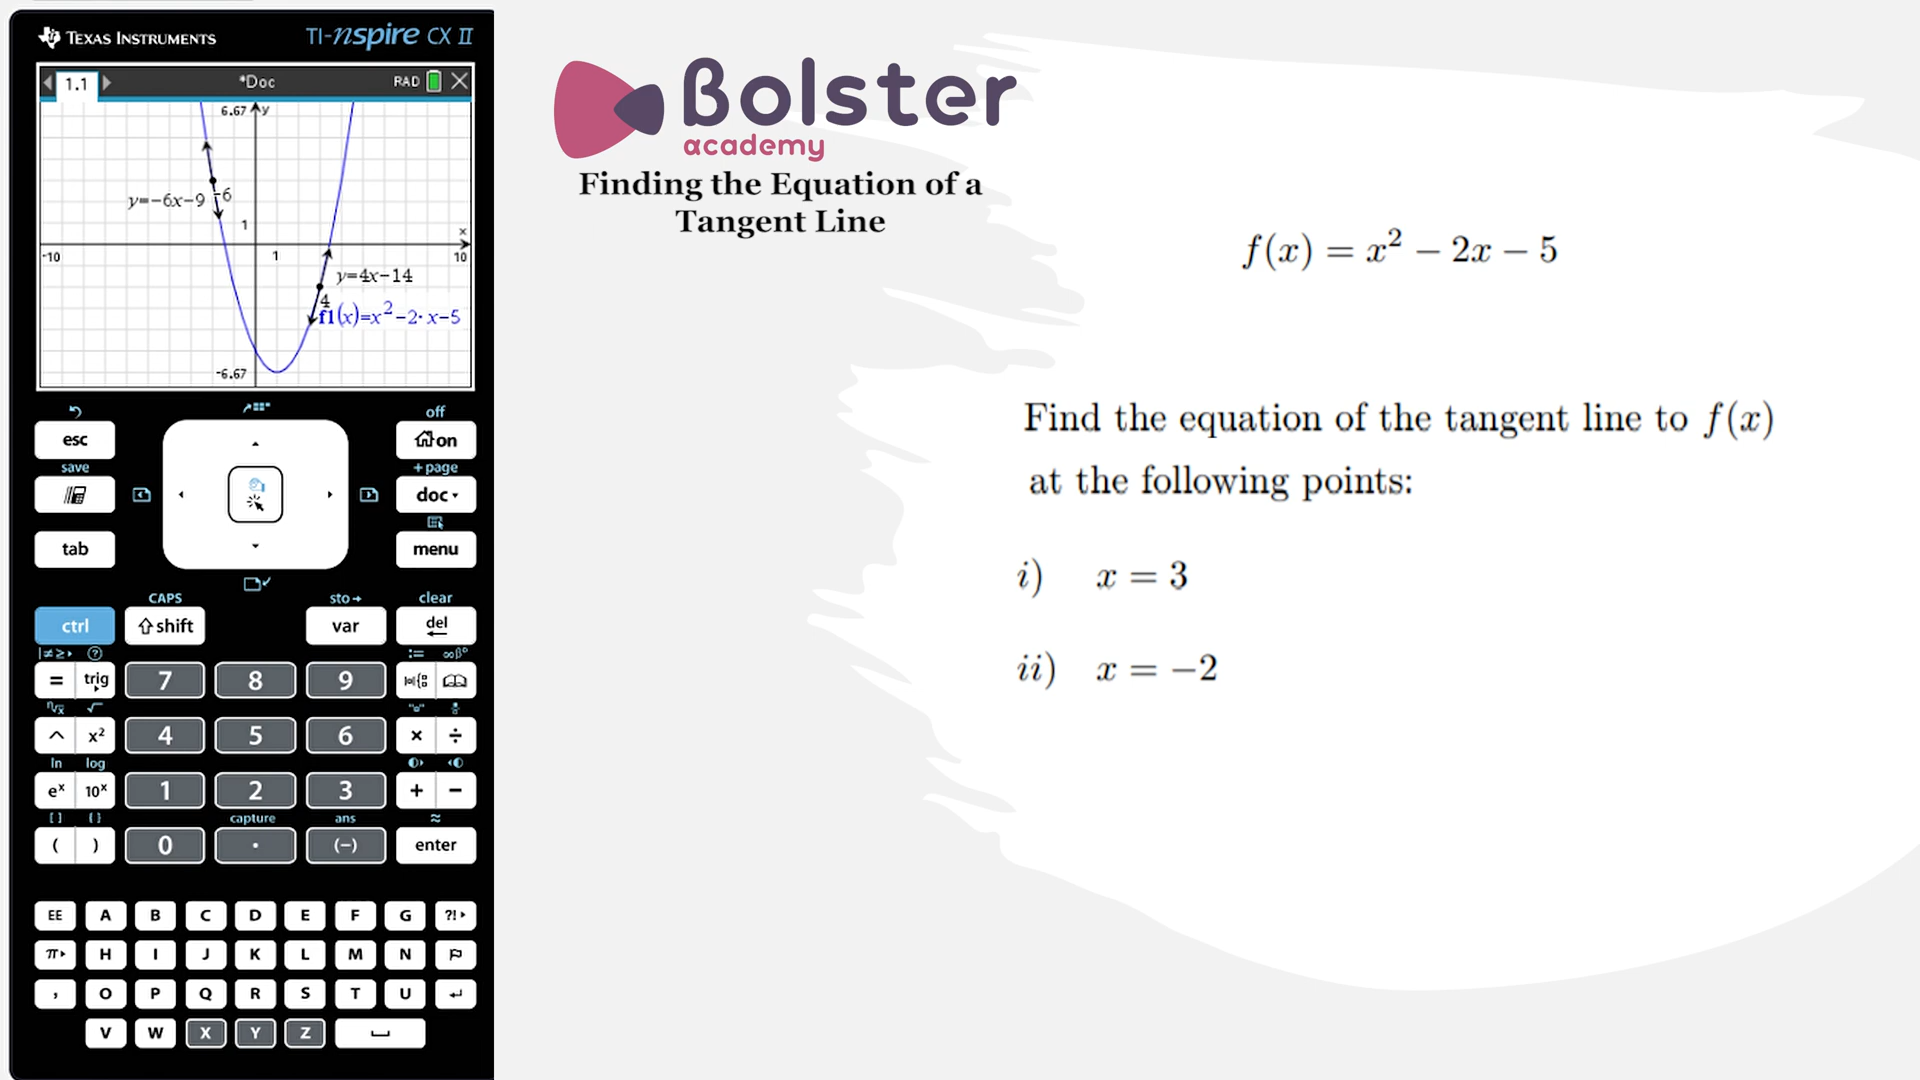 TEXAS INSTRUMENTS
TI-nspire CX II
1.1
*Doc
RAD
6.67
y
y=-6x-9
-6
1
x
-10
1
10
y=4x-14
4
f1(x)=x²-2·x-5
-6.67
off
esc
on
save
+page
doc
tab
menu
CAPS
sto→
clear
ctrl
shift
var
del
|≠≥▸
?
:=
∞β°
=
trig
7
8
9
ⁿ√x
√
^
x²
4
5
6
×
÷
ln
log
eˣ
10ˣ
1
2
3
+
−
[ ]
{ }
capture
ans
≈
(
)
0
.
(−)
enter
EE
A
B
C
D
E
F
G
?!▸
π▸
H
I
J
K
L
M
N
,
O
P
Q
R
S
T
U
V
W
X
Y
Z
Bolster
academy
Finding the Equation of a
Tangent Line
f(x) = x² − 2x − 5
Find the equation of the tangent line to f(x)
at the following points:
i) x = 3
ii) x = −2